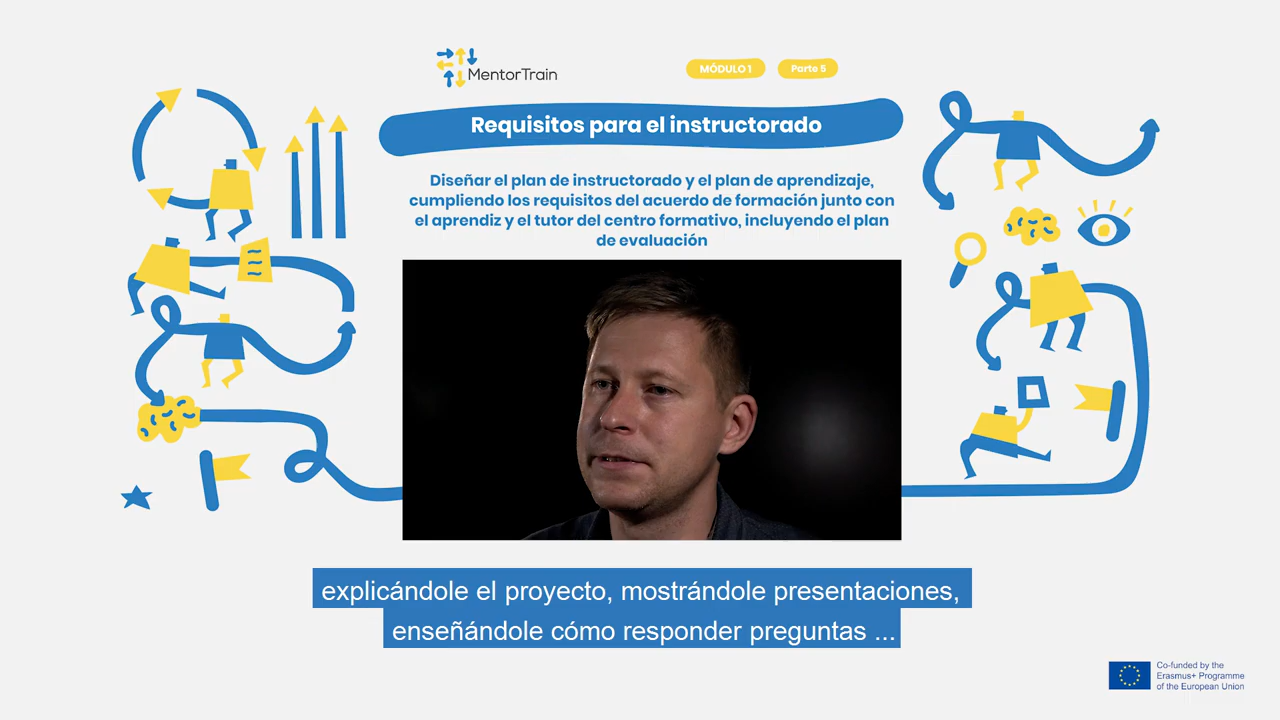 MentorTrain
MÓDULO 1
Parte 5
Requisitos para el instructorado
Diseñar el plan de instructorado y el plan de aprendizaje,
cumpliendo los requisitos del acuerdo de formación junto con
el aprendiz y el tutor del centro formativo, incluyendo el plan
de evaluación
explicándole el proyecto, mostrándole presentaciones,
enseñándole cómo responder preguntas ...
Co-funded by the
Erasmus+ Programme
of the European Union